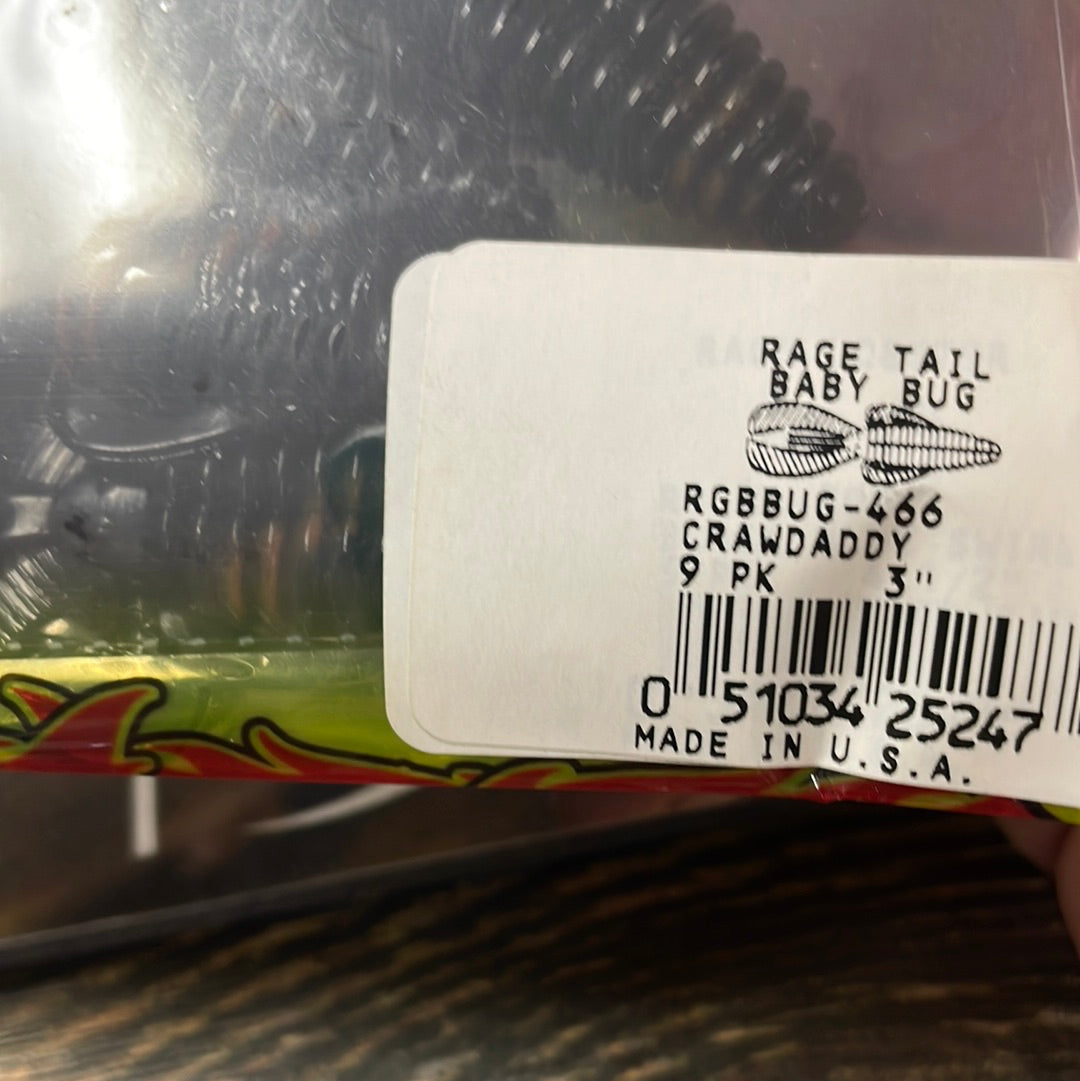 RAGE TAIL
BABY BUG
RGBBUG-466
CRAWDADDY
9 PK 3"
0 51034 25247
MADE IN U.S.A.